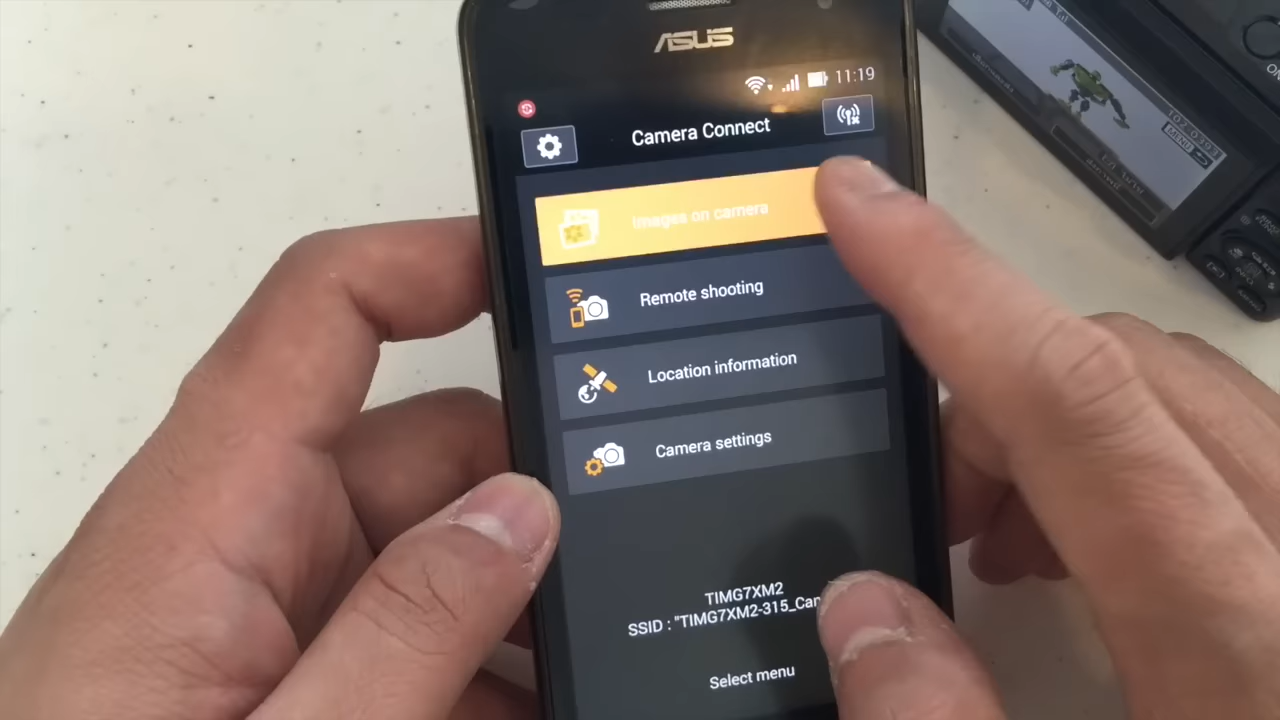 ASUS
11:19
Camera Connect
Images on camera
Remote shooting
Location information
Camera settings
TIMG7XM2
SSID : "TIMG7XM2-315_Can
Select menu
MENU